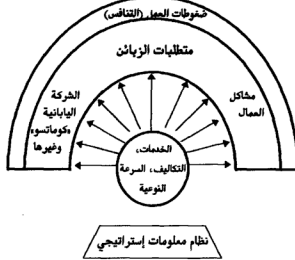 ضغوطات العمل (التنافس)
متطلبات الزبائن
الشركة
اليابانية
«كوماتسو»
وغيرها
مشاكل
العمال
الخدمات،
التكاليف، السرعة
النوعية
نظام معلومات إستراتيجي